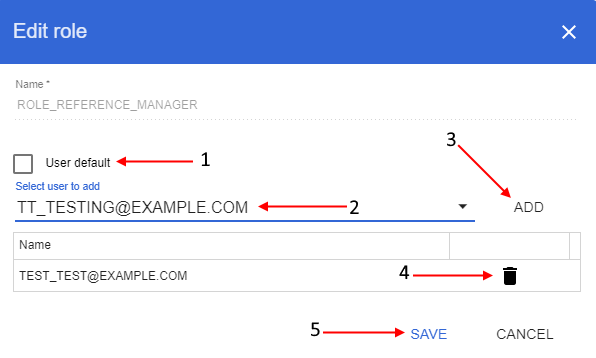 Edit role
Name *
ROLE_REFERENCE_MANAGER
3
User default 1
Select user to add
TT_TESTING@EXAMPLE.COM 2 ADD
Name
TEST_TEST@EXAMPLE.COM 4
5 SAVE CANCEL